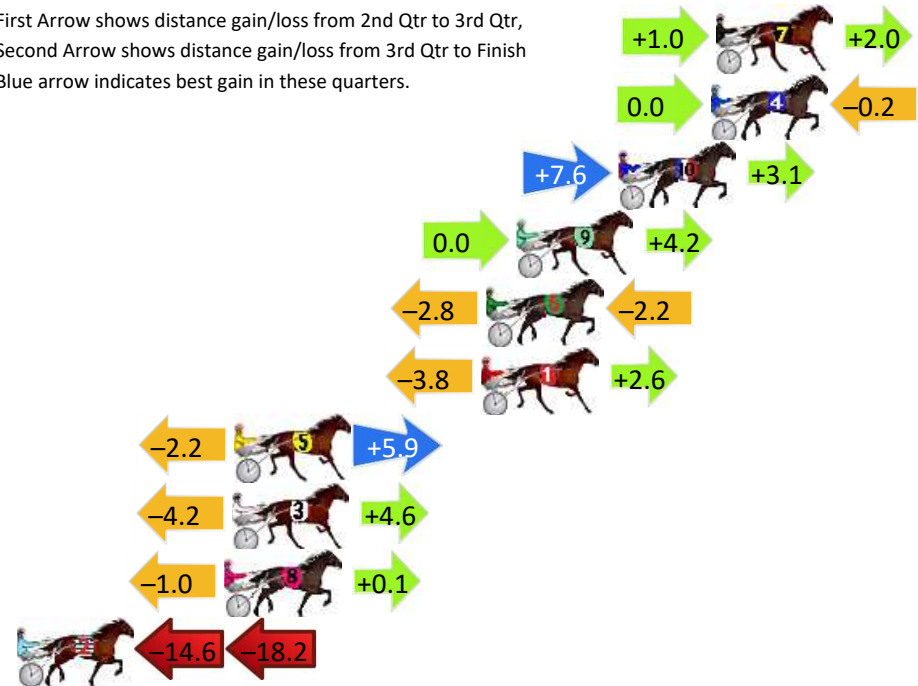 First Arrow shows distance gain/loss from 2nd Qtr to 3rd Qtr,
Second Arrow shows distance gain/loss from 3rd Qtr to Finish
Blue arrow indicates best gain in these quarters.
+1.0 7 +2.0
0.0 4 –0.2
+7.6 10 +3.1
0.0 9 +4.2
–2.8 6 –2.2
–3.8 1 +2.6
–2.2 5 +5.9
–4.2 3 +4.6
–1.0 8 +0.1
2 –14.6 –18.2